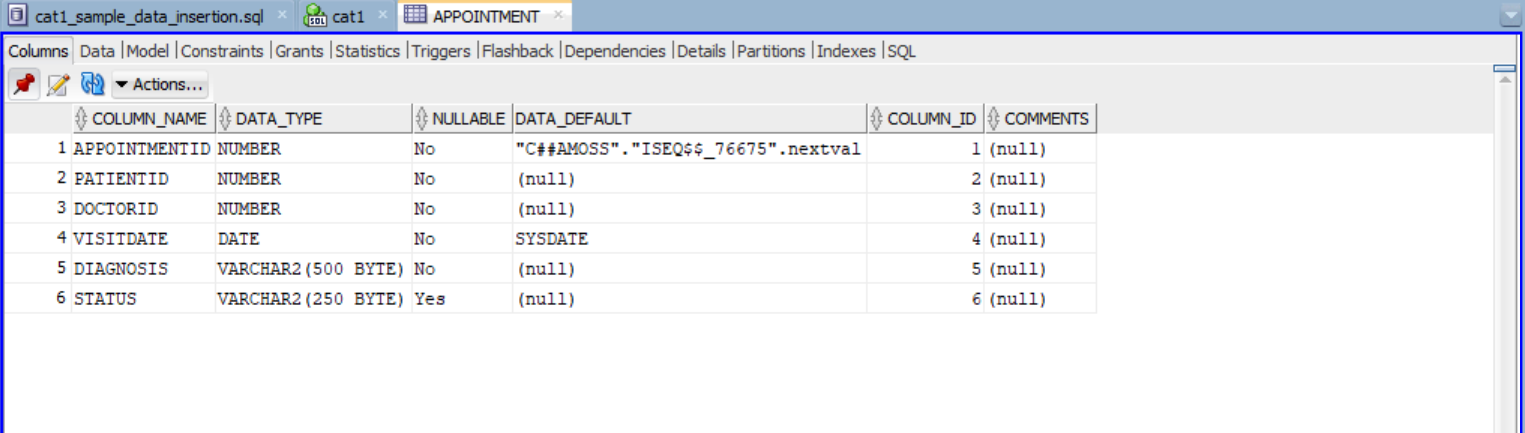 cat1_sample_data_insertion.sql × cat1 × APPOINTMENT ×
Columns Data |Model |Constraints |Grants |Statistics |Triggers |Flashback |Dependencies |Details |Partitions |Indexes |SQL
Actions...
COLUMN_NAME DATA_TYPE NULLABLE DATA_DEFAULT COLUMN_ID COMMENTS
1 APPOINTMENTID NUMBER No "C##AMOSS"."ISEQ$$_76675".nextval 1 (null)
2 PATIENTID NUMBER No (null) 2 (null)
3 DOCTORID NUMBER No (null) 3 (null)
4 VISITDATE DATE No SYSDATE 4 (null)
5 DIAGNOSIS VARCHAR2(500 BYTE) No (null) 5 (null)
6 STATUS VARCHAR2(250 BYTE) Yes (null) 6 (null)